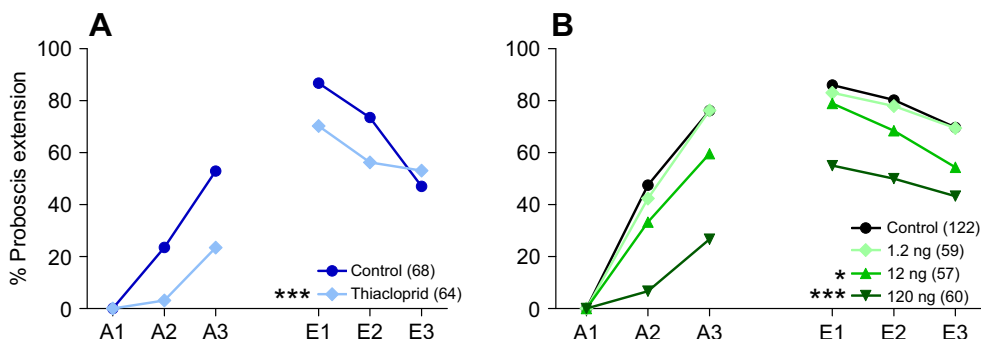 A
B
% Proboscis extension
100
80
60
40
20
0
Control (68)
*** Thiacloprid (64)
A1 A2 A3 E1 E2 E3
100
80
60
40
20
0
Control (122)
1.2 ng (59)
* 12 ng (57)
*** 120 ng (60)
A1 A2 A3 E1 E2 E3